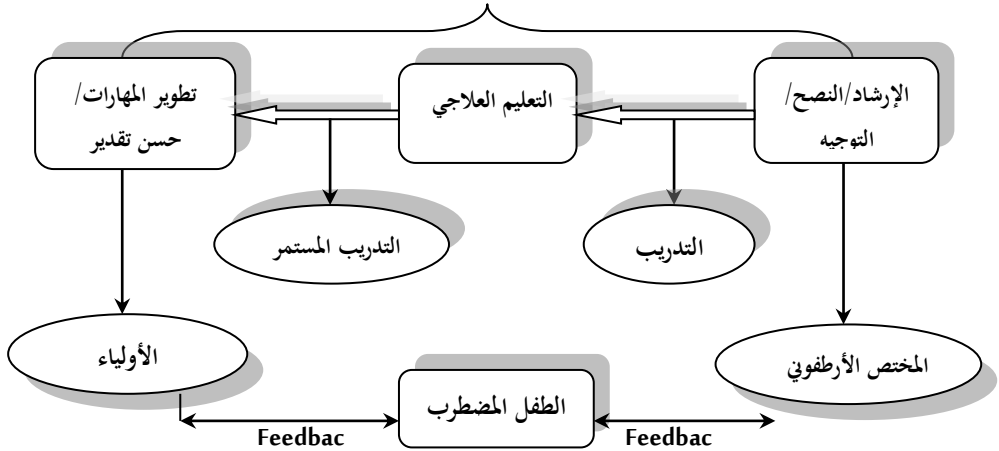 الإرشاد/النصح/
التوجيه
التعليم العلاجي
تطوير المهارات/
حسن تقدير
التدريب
التدريب المستمر
المختص الأرطفوني
الأولياء
الطفل المضطرب
Feedbac
Feedbac